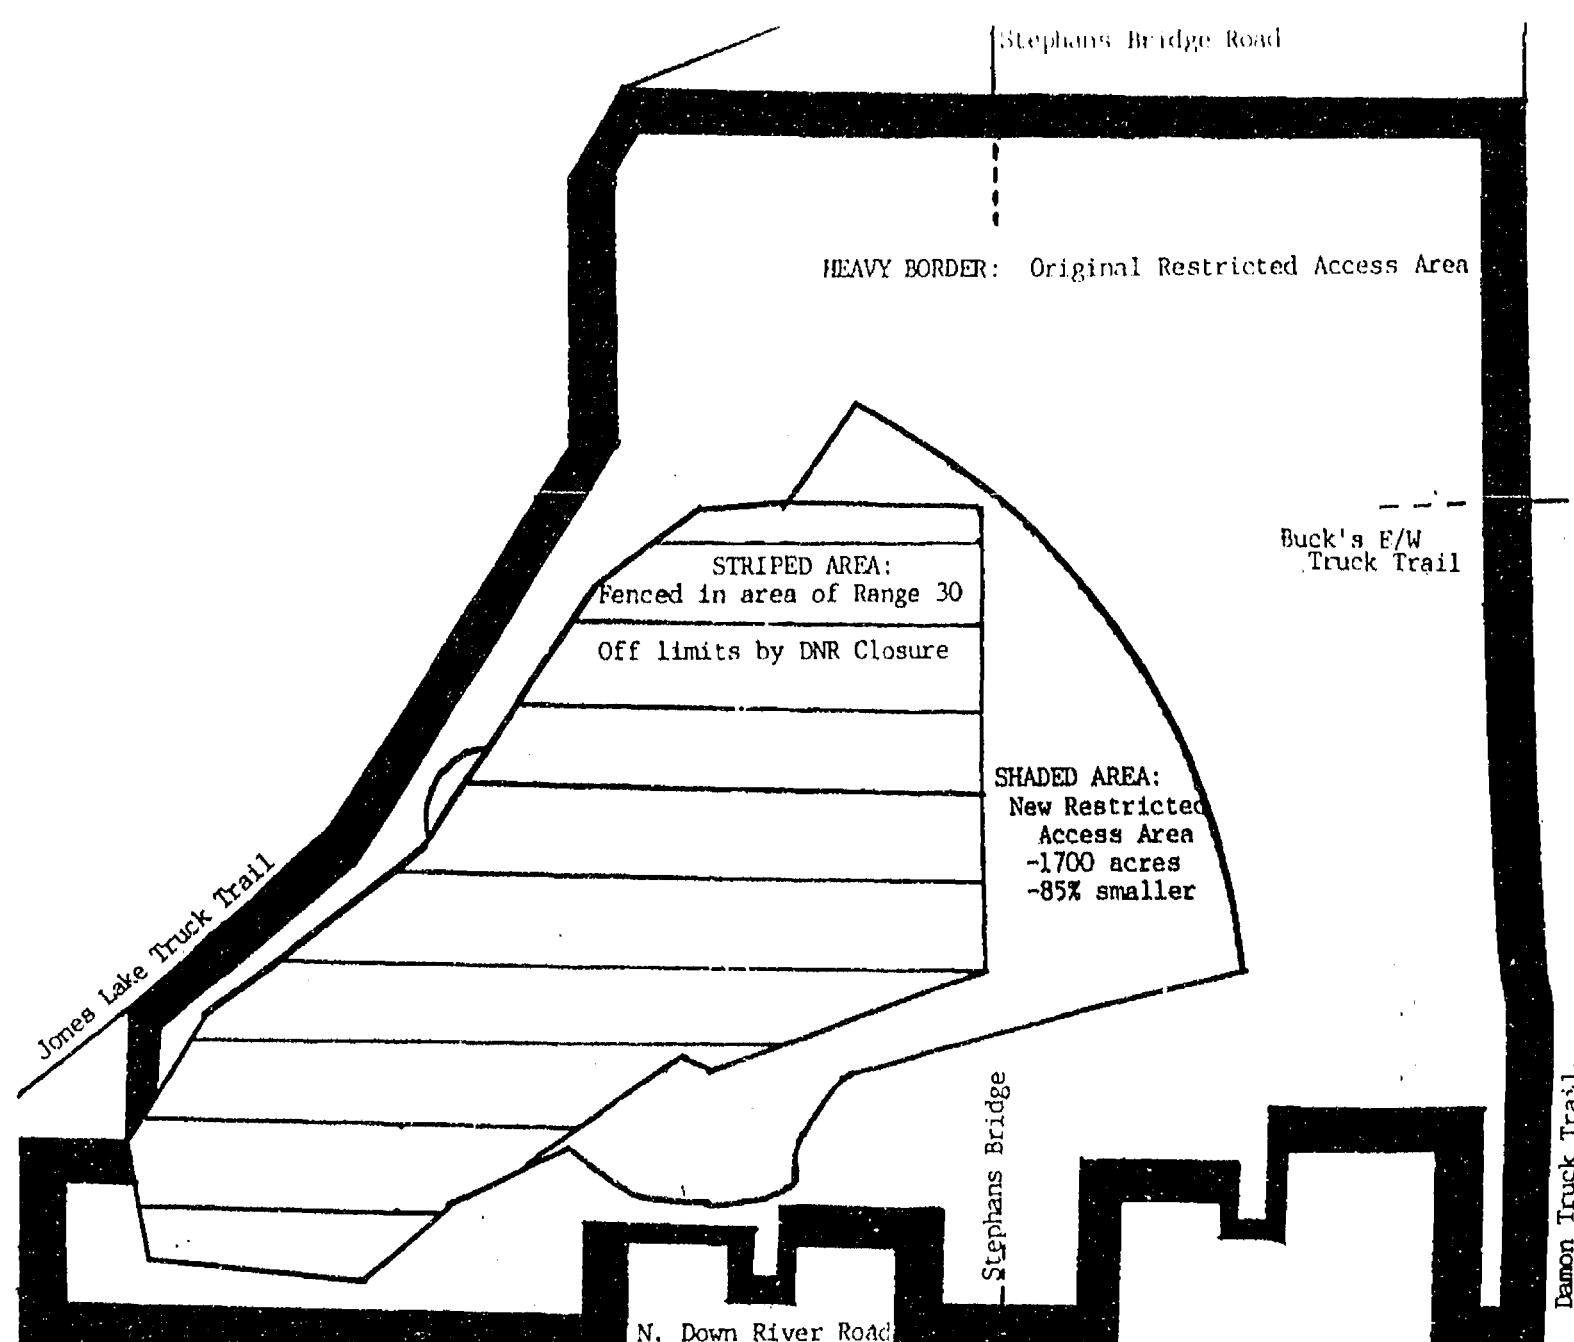 Stephans Bridge Road
HEAVY BORDER: Original Restricted Access Area
Buck's E/W
Truck Trail
STRIPED AREA:
Fenced in area of Range 30
Off limits by DNR Closure
SHADED AREA:
New Restricted
Access Area
-1700 acres
-85% smaller
Jones Lake Truck Trail
Stephans Bridge
Damon Truck Trail
N. Down River Road